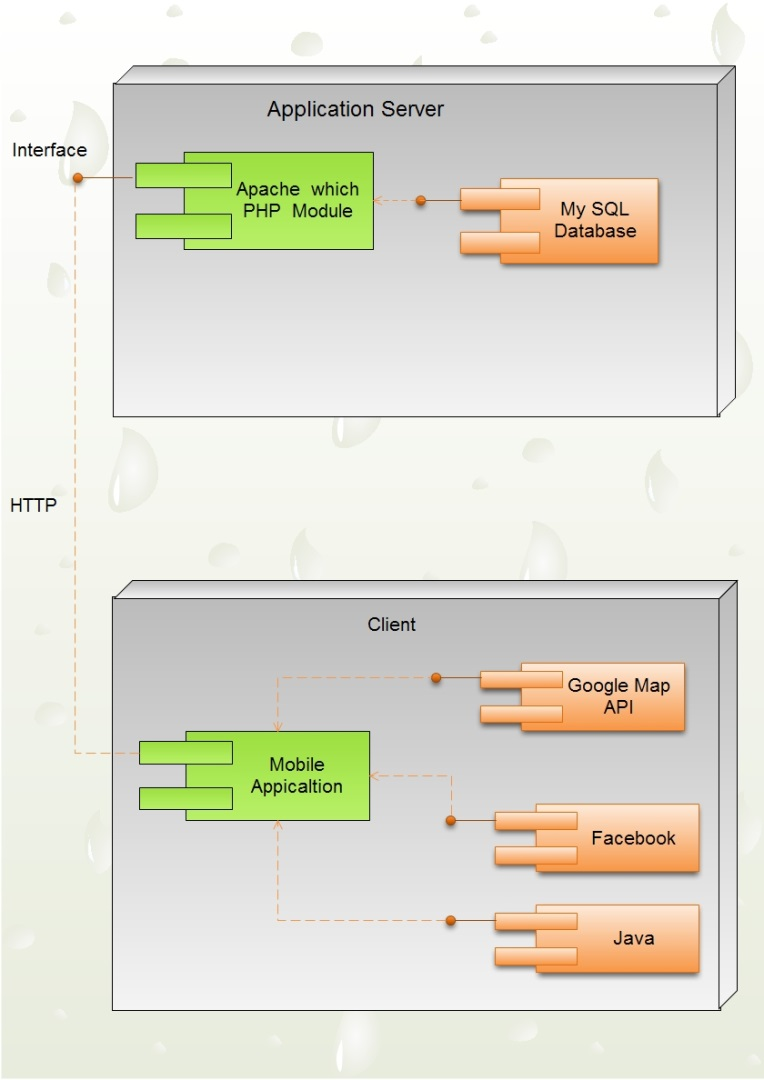 Application Server
Interface
Apache which
PHP Module
My SQL
Database
HTTP
Client
Google Map
API
Mobile
Appicaltion
Facebook
Java